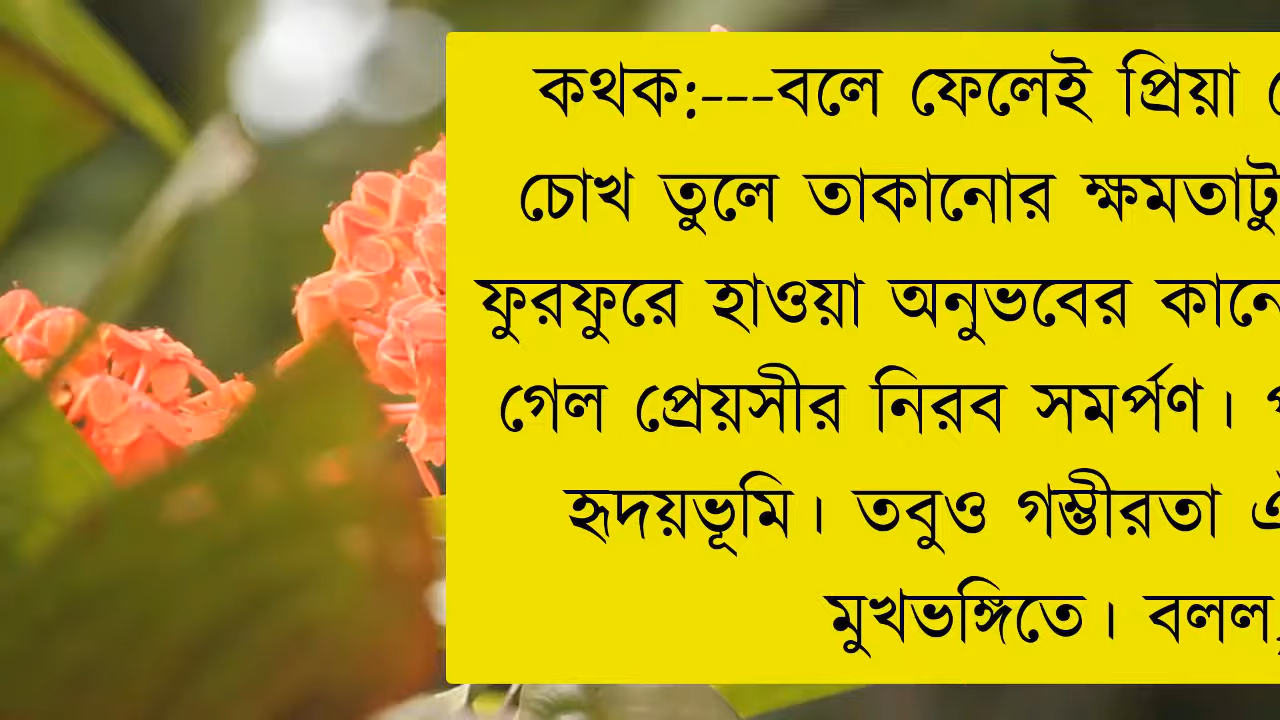 কথক:---বলে ফেলেই প্রিয়া
চোখ তুলে তাকানোর ক্ষমতাটু
ফুরফুরে হাওয়া অনুভবের কানে
গেল প্রেয়সীর নিরব সমর্পণ।
হৃদয়ভূমি। তবুও গম্ভীরতা
মুখভঙ্গিতে। বলল,